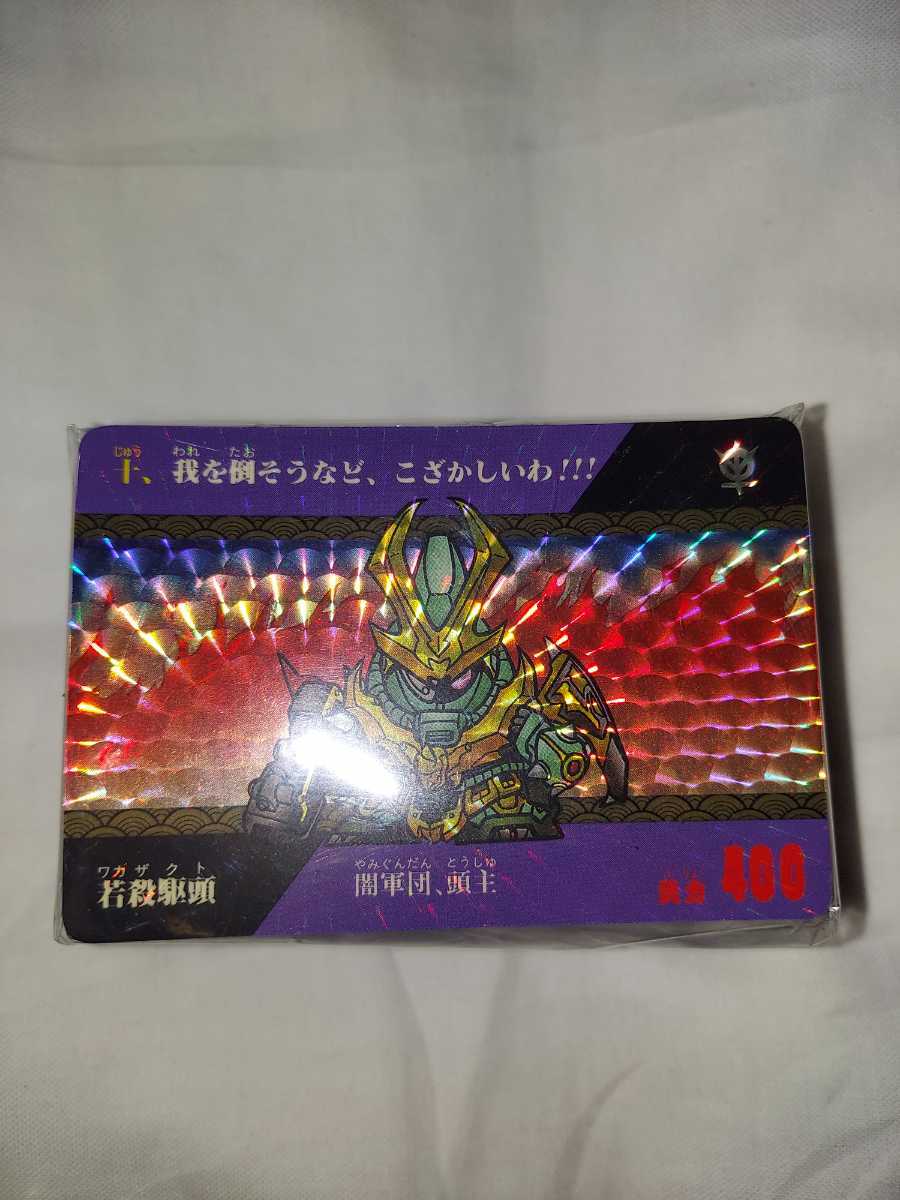 じゅう われ たお
十、我を倒そうなど、こざかしいわ!!!
ワカザクト
若殺駆頭
やみぐんだん とうしゅ
闇軍団、頭主
400